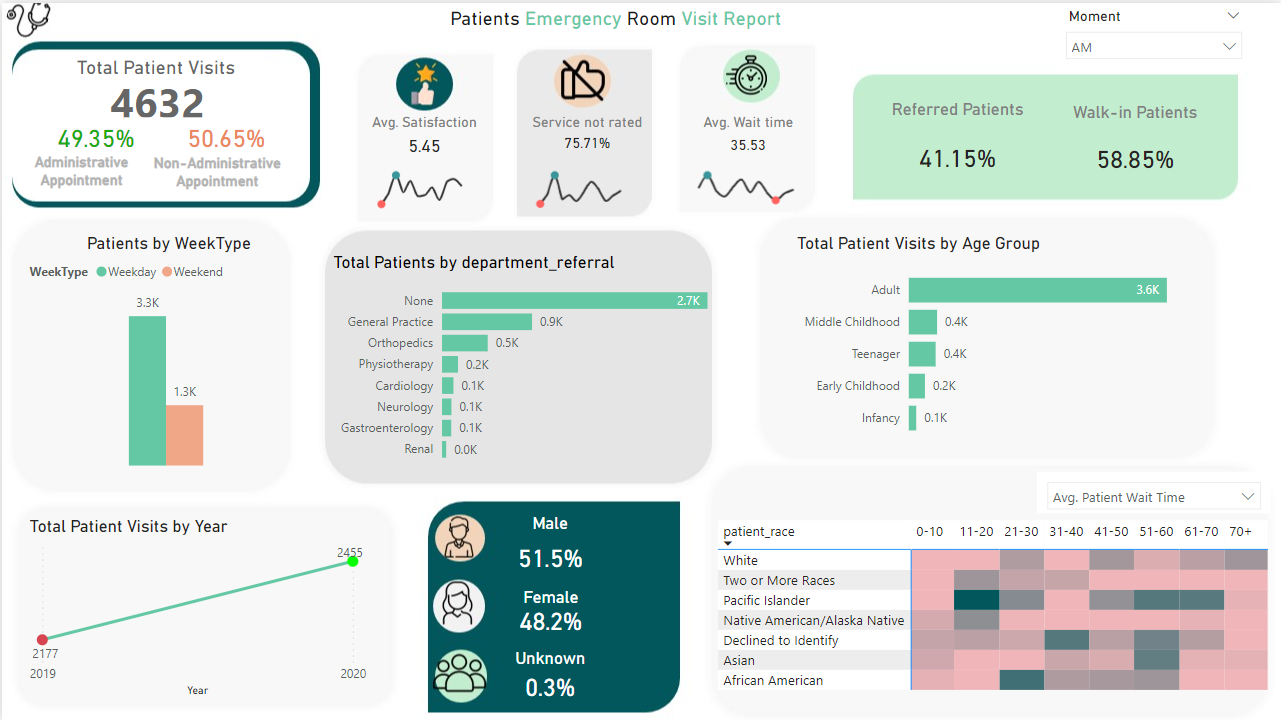 Patients Emergency Room Visit Report
Moment
AM
Total Patient Visits
4632
49.35%
Administrative
Appointment
50.65%
Non-Administrative
Appointment
Avg. Satisfaction
5.45
Service not rated
75.71%
Avg. Wait time
35.53
Referred Patients
41.15%
Walk-in Patients
58.85%
Patients by WeekType
WeekType Weekday Weekend
3.3K
1.3K
Total Patients by department_referral
None 2.7K
General Practice 0.9K
Orthopedics 0.5K
Physiotherapy 0.2K
Cardiology 0.1K
Neurology 0.1K
Gastroenterology 0.1K
Renal 0.0K
Total Patient Visits by Age Group
Adult 3.6K
Middle Childhood 0.4K
Teenager 0.4K
Early Childhood 0.2K
Infancy 0.1K
Total Patient Visits by Year
2455
2177
2019 2020
Year
Male
51.5%
Female
48.2%
Unknown
0.3%
Avg. Patient Wait Time
patient_race 0-10 11-20 21-30 31-40 41-50 51-60 61-70 70+
White
Two or More Races
Pacific Islander
Native American/Alaska Native
Declined to Identify
Asian
African American